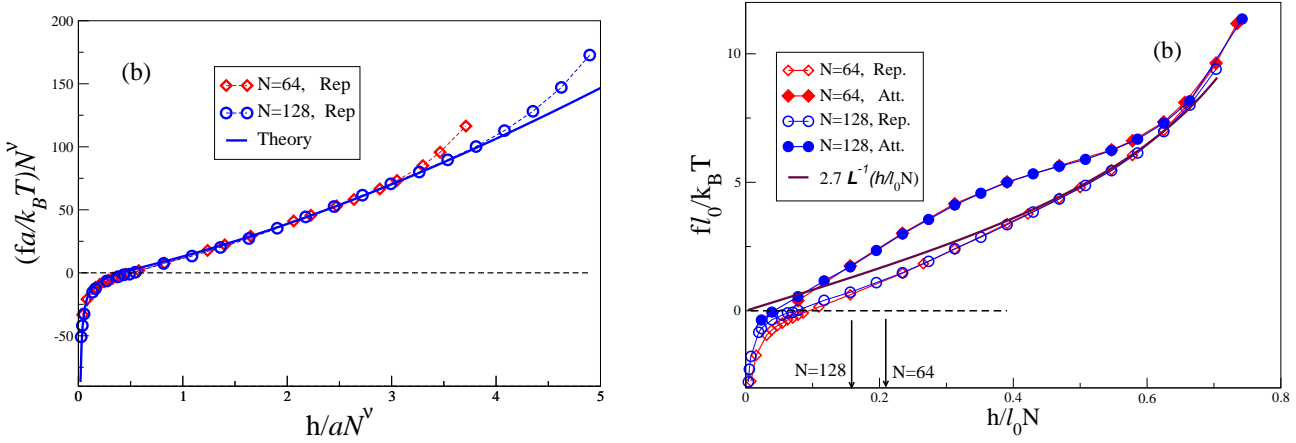 200
150
100
50
0
-50
(fa/k_B T)N^ν
(b)
N=64, Rep
N=128, Rep
Theory
0 1 2 3 4 5
h/aN^ν
10
5
0
fl_0/k_B T
(b)
N=64, Rep.
N=64, Att.
N=128, Rep.
N=128, Att.
2.7 L^-1(h/l_0N)
N=128
N=64
0 0.2 0.4 0.6 0.8
h/l_0N